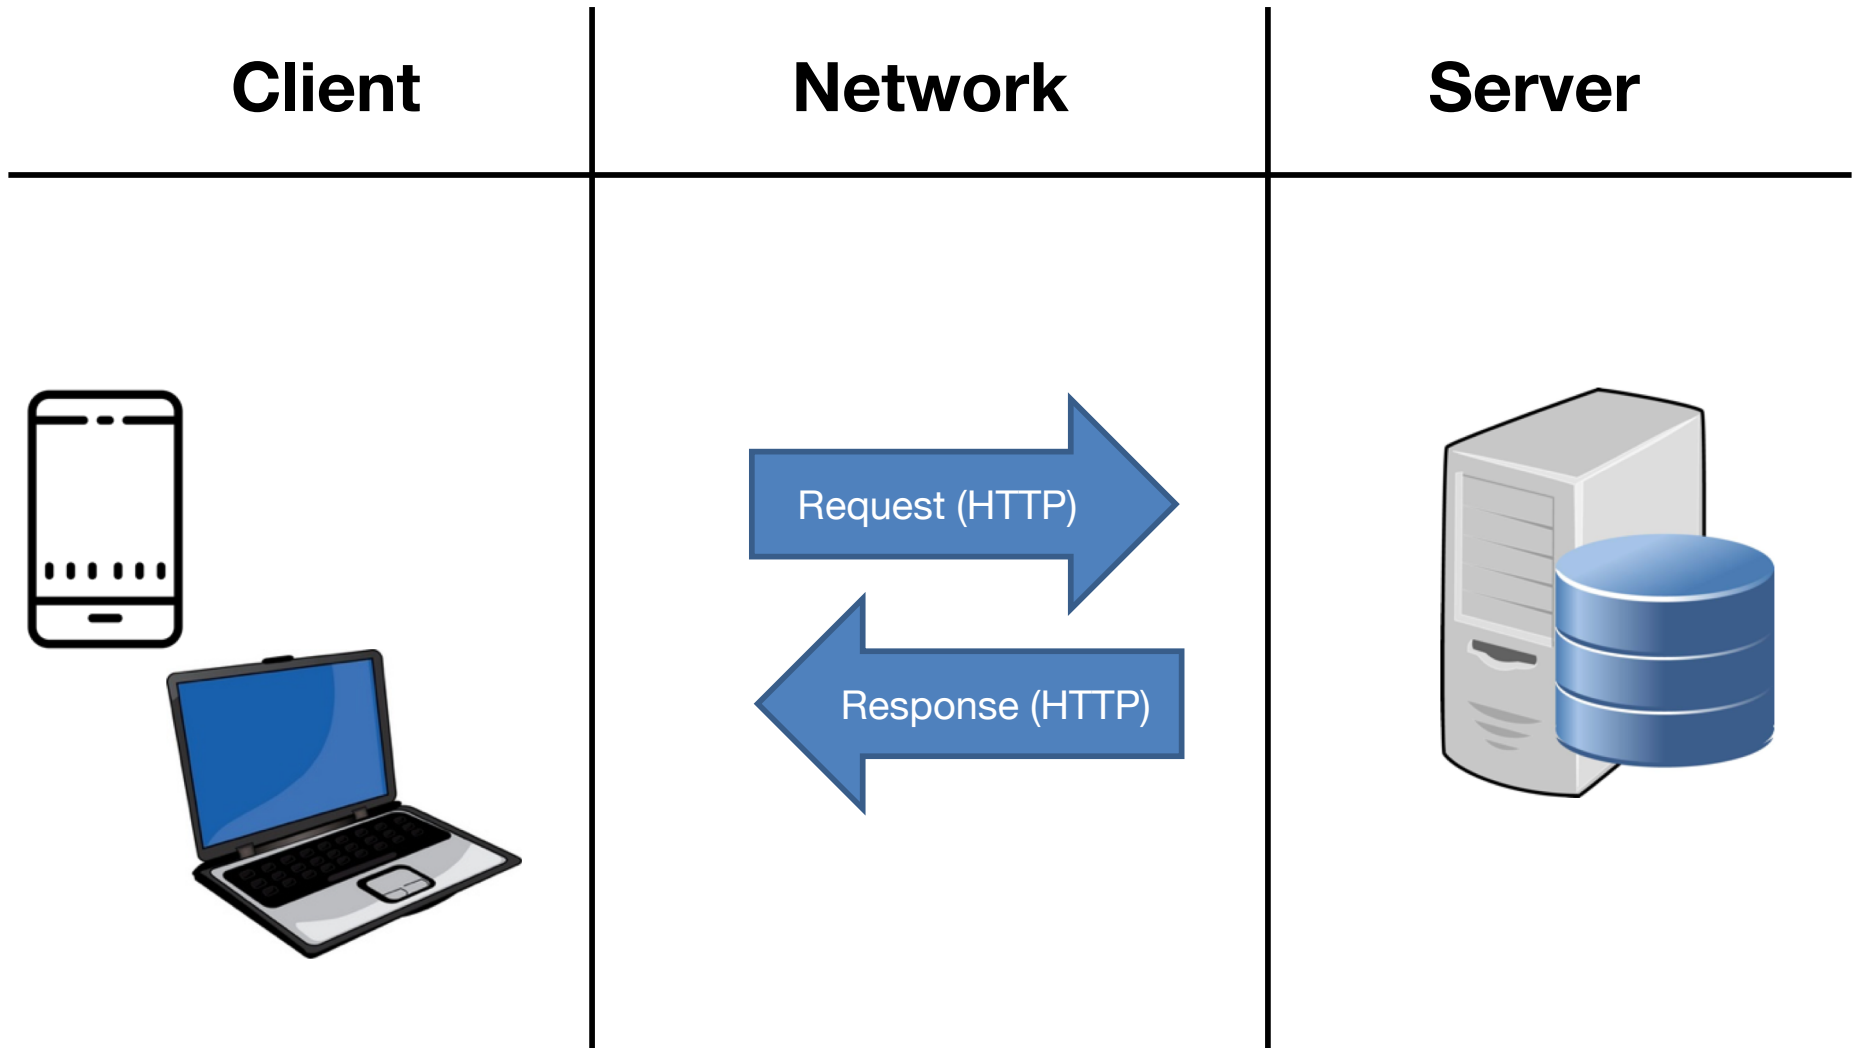 Client
Network
Server
Request (HTTP)
Response (HTTP)